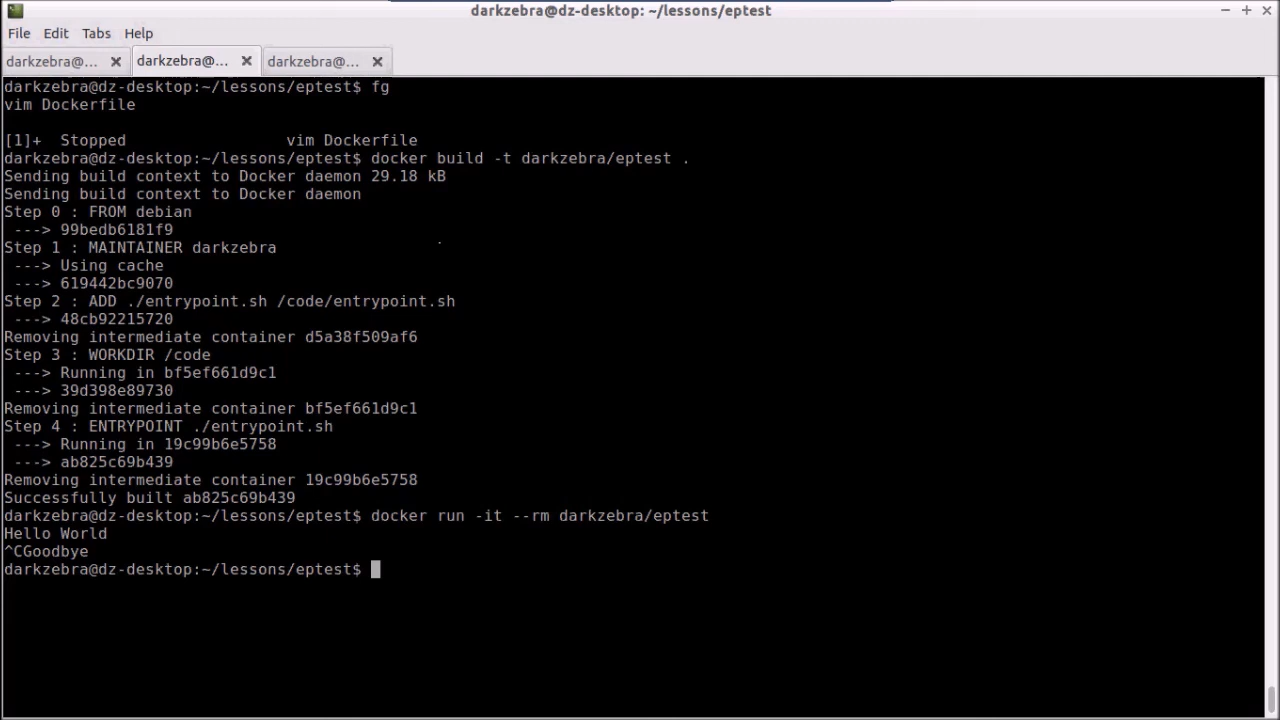 darkzebra@dz-desktop: ~/lessons/eptest
File Edit Tabs Help
darkzebra@... darkzebra@... darkzebra@...
darkzebra@dz-desktop:~/lessons/eptest$ fg
vim Dockerfile
[1]+  Stopped                 vim Dockerfile
darkzebra@dz-desktop:~/lessons/eptest$ docker build -t darkzebra/eptest .
Sending build context to Docker daemon 29.18 kB
Sending build context to Docker daemon
Step 0 : FROM debian
 ---> 99bedb6181f9
Step 1 : MAINTAINER darkzebra
 ---> Using cache
 ---> 619442bc9070
Step 2 : ADD ./entrypoint.sh /code/entrypoint.sh
 ---> 48cb92215720
Removing intermediate container d5a38f509af6
Step 3 : WORKDIR /code
 ---> Running in bf5ef661d9c1
 ---> 39d398e89730
Removing intermediate container bf5ef661d9c1
Step 4 : ENTRYPOINT ./entrypoint.sh
 ---> Running in 19c99b6e5758
 ---> ab825c69b439
Removing intermediate container 19c99b6e5758
Successfully built ab825c69b439
darkzebra@dz-desktop:~/lessons/eptest$ docker run -it --rm darkzebra/eptest
Hello World
^CGoodbye
darkzebra@dz-desktop:~/lessons/eptest$